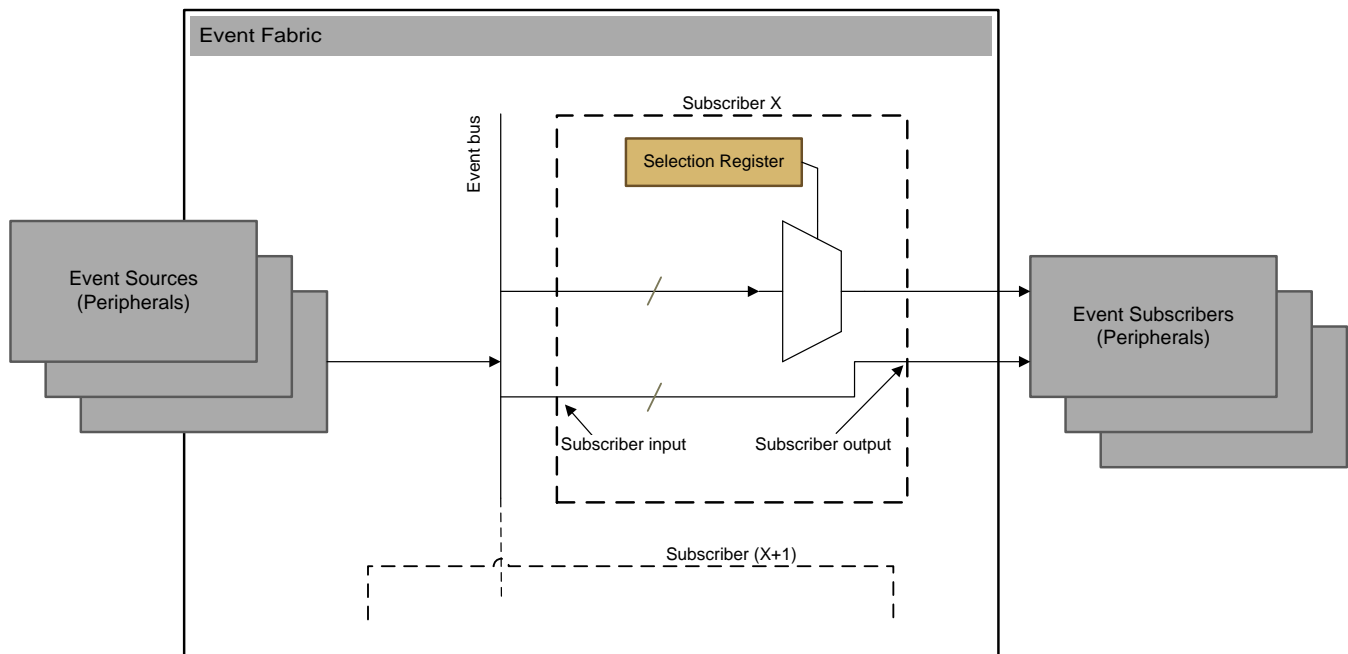 Event Fabric
Subscriber X
Event bus
Selection Register
Event Sources
(Peripherals)
Event Subscribers
(Peripherals)
Subscriber input
Subscriber output
Subscriber (X+1)